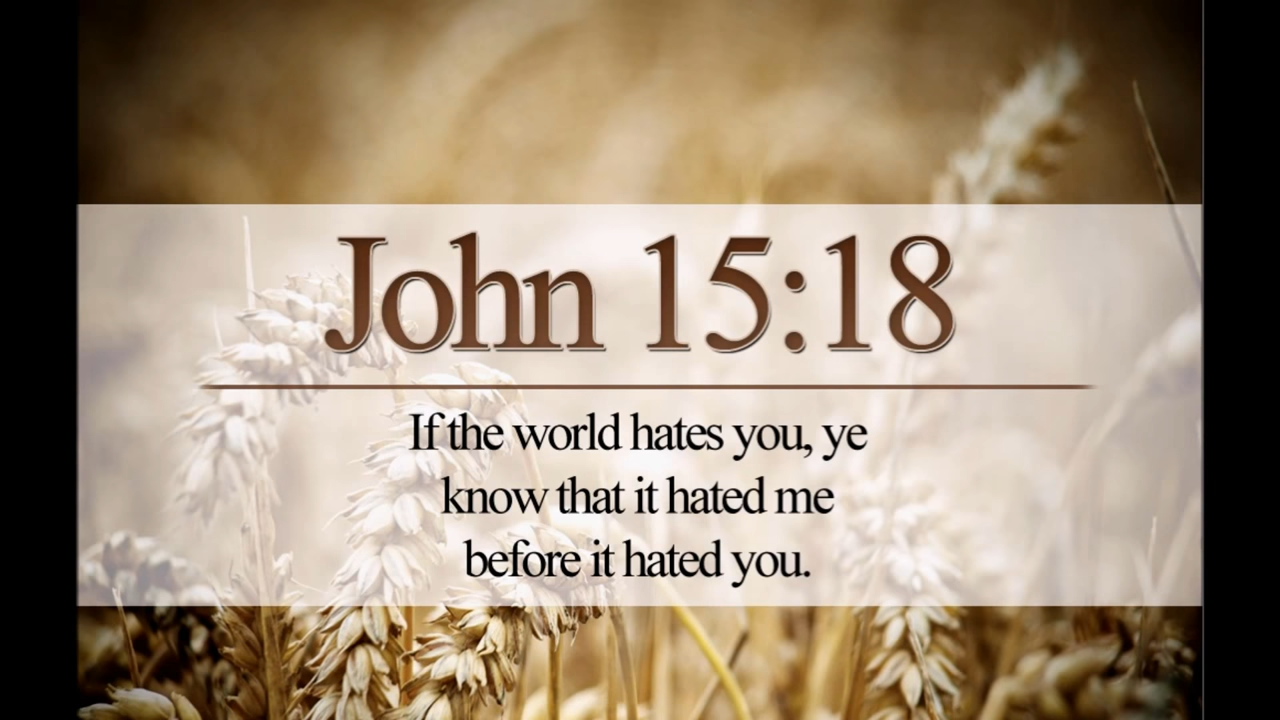 John 15:18
If the world hates you, ye
know that it hated me
before it hated you.